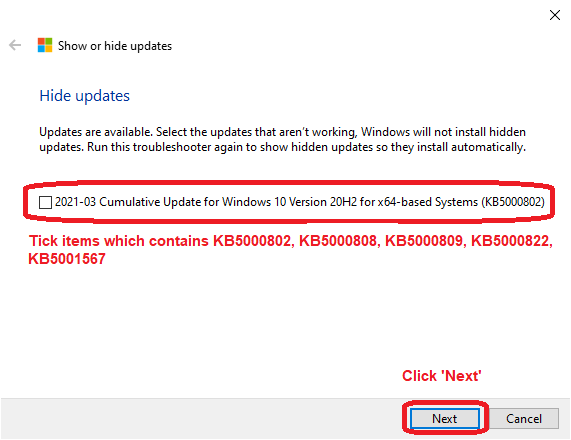 Show or hide updates
Hide updates
Updates are available. Select the updates that aren't working, Windows will not install hidden
updates. Run this troubleshooter again to show hidden updates so they install automatically.
2021-03 Cumulative Update for Windows 10 Version 20H2 for x64-based Systems (KB5000802)
Tick items which contains KB5000802, KB5000808, KB5000809, KB5000822,
KB5001567
Click 'Next'
Next Cancel